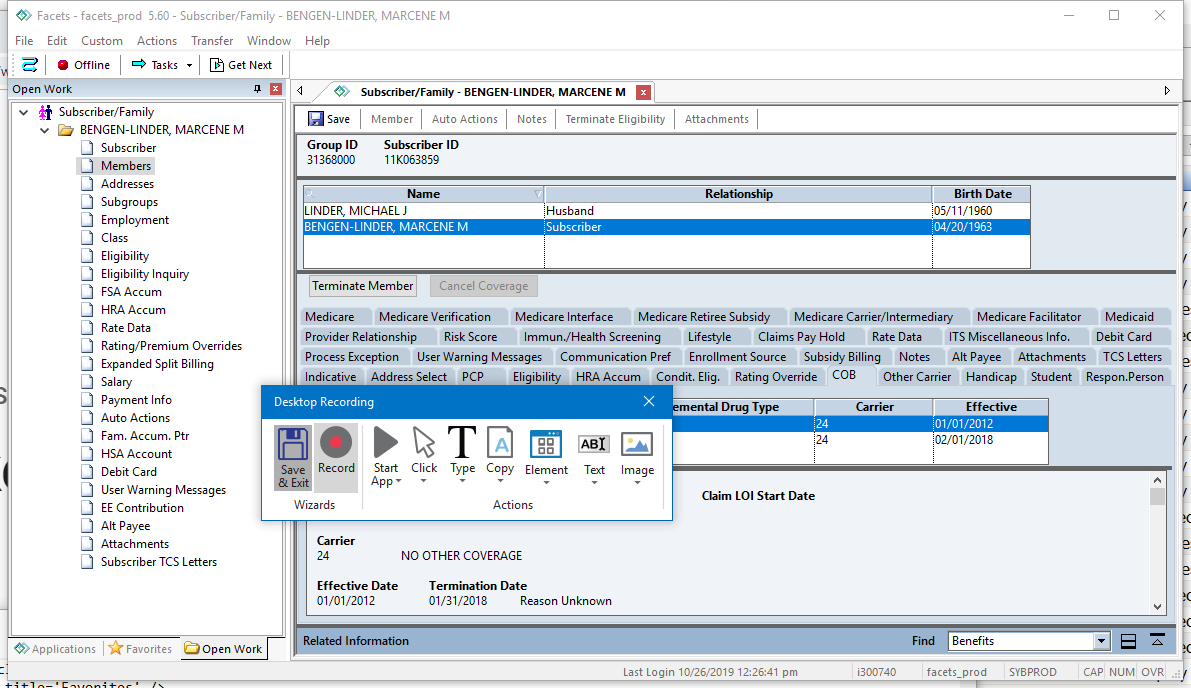 Facets - facets_prod 5.60 - Subscriber/Family - BENGEN-LINDER, MARCENE M
File Edit Custom Actions Transfer Window Help
Offline Tasks Get Next
Open Work
Subscriber/Family - BENGEN-LINDER, MARCENE M
Subscriber/Family
BENGEN-LINDER, MARCENE M
Subscriber
Members
Addresses
Subgroups
Employment
Class
Eligibility
Eligibility Inquiry
FSA Accum
HRA Accum
Rate Data
Rating/Premium Overrides
Expanded Split Billing
Salary
Payment Info
Auto Actions
Fam. Accum. Ptr
HSA Account
Debit Card
User Warning Messages
EE Contribution
Alt Payee
Attachments
Subscriber TCS Letters
Applications Favorites Open Work
Save Member Auto Actions Notes Terminate Eligibility Attachments
Group ID Subscriber ID
31368000 11K063859
Name Relationship Birth Date
LINDER, MICHAEL J Husband 05/11/1960
BENGEN-LINDER, MARCENE M Subscriber 04/20/1963
Terminate Member Cancel Coverage
Medicare Medicare Verification Medicare Interface Medicare Retiree Subsidy Medicare Carrier/Intermediary Medicare Facilitator Medicaid
Provider Relationship Risk Score Immun./Health Screening Lifestyle Claims Pay Hold Rate Data ITS Miscellaneous Info. Debit Card
Process Exception User Warning Messages Communication Pref Enrollment Source Subsidy Billing Notes Alt Payee Attachments TCS Letters
Indicative Address Select PCP Eligibility HRA Accum Condit. Elig. Rating Override COB Other Carrier Handicap Student Respon.Person
emental Drug Type Carrier Effective
24 01/01/2012
24 02/01/2018
Desktop Recording
Save & Exit Record Start App Click Type Copy Element Text Image
Wizards Actions
Claim LOI Start Date
Carrier
24 NO OTHER COVERAGE
Effective Date Termination Date
01/01/2012 01/31/2018 Reason Unknown
Related Information Find Benefits
Last Login 10/26/2019 12:26:41 pm i300740 facets_prod SYBPROD CAP NUM OVR
title='Favorites' />